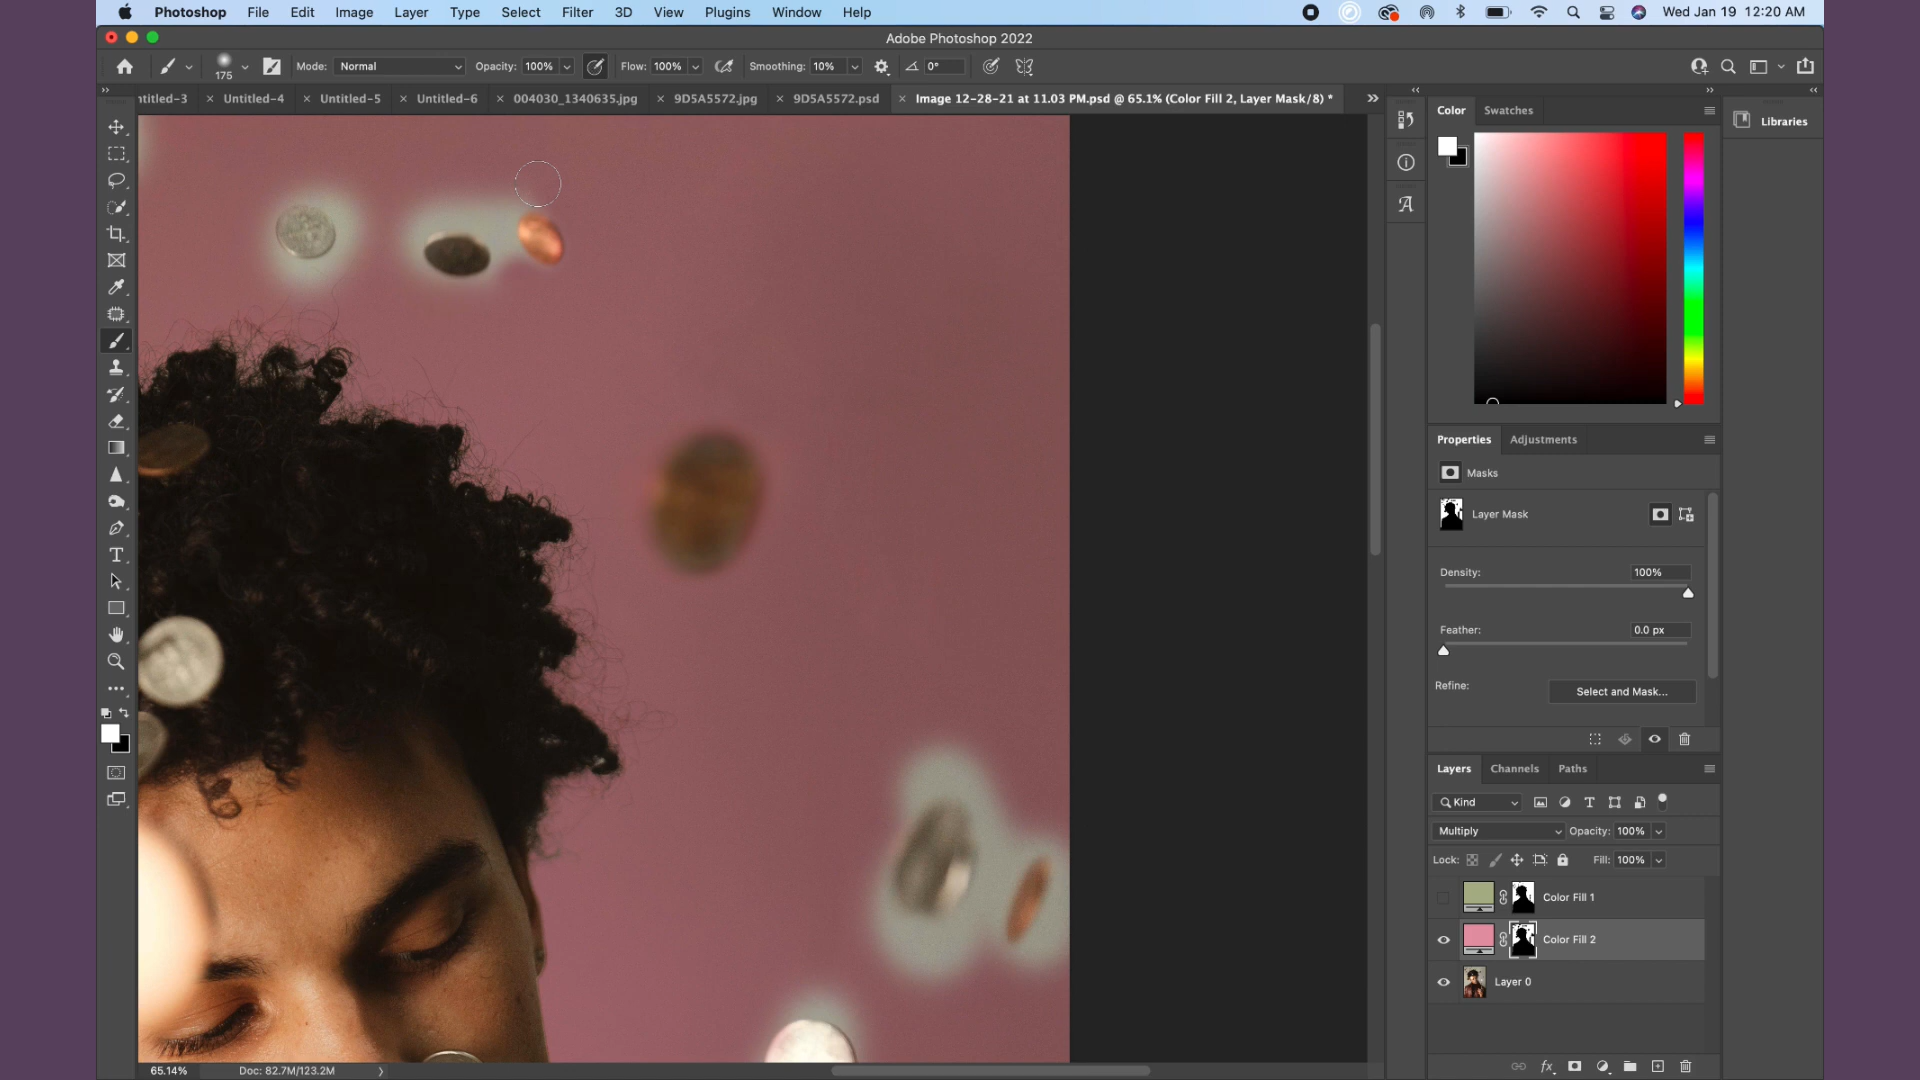 Photoshop File Edit Image Layer Type Select Filter 3D View Plugins Window Help Wed Jan 19 12:20 AM
Adobe Photoshop 2022
175 Mode: Normal Opacity: 100% Flow: 100% Smoothing: 10% 0°
ntitled-3 × Untitled-4 × Untitled-5 × Untitled-6 × 004030_1340635.jpg × 9D5A5572.jpg × 9D5A5572.psd × Image 12-28-21 at 11.03 PM.psd @ 65.1% (Color Fill 2, Layer Mask/8) *
Color Swatches
Libraries
Properties Adjustments
Masks
Layer Mask
Density: 100%
Feather: 0.0 px
Refine: Select and Mask...
Layers Channels Paths
Kind
Multiply Opacity: 100%
Lock: Fill: 100%
Color Fill 1
Color Fill 2
Layer 0
65.14% Doc: 82.7M/123.2M